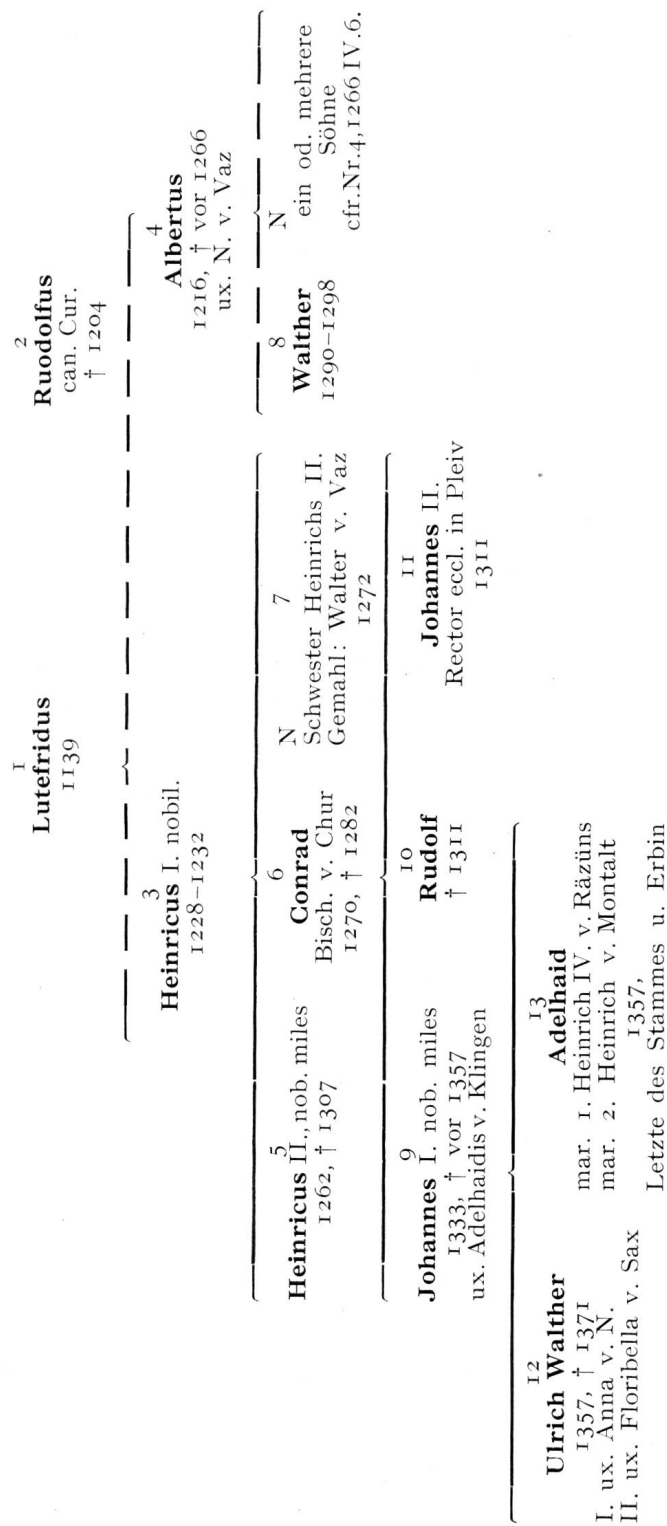 1
Lutefridus
1139
2
Ruodolfus
can. Cur.
† 1204
3
Heinricus I. nobil.
1228–1232
4
Albertus
1216, † vor 1266
ux. N. v. Vaz
5
Heinricus II., nob. miles
1262, † 1307
6
Conrad
Bisch. v. Chur
1270, † 1282
N 7
Schwester Heinrichs II.
Gemahl: Walter v. Vaz
1272
8
Walther
1290–1298
N
ein od. mehrere
Söhne
cfr. Nr. 4, 1266 IV. 6.
9
Johannes I. nob. miles
1333, † vor 1357
ux. Adelhaidis v. Klingen
10
Rudolf
† 1311
11
Johannes II.
Rector eccl. in Pleiv
1311
12
Ulrich Walther
1357, † 1371
I. ux. Anna v. N.
II. ux. Floribella v. Sax
13
Adelhaid
mar. 1. Heinrich IV. v. Räzüns
mar. 2. Heinrich v. Montalt
1357,
Letzte des Stammes u. Erbin